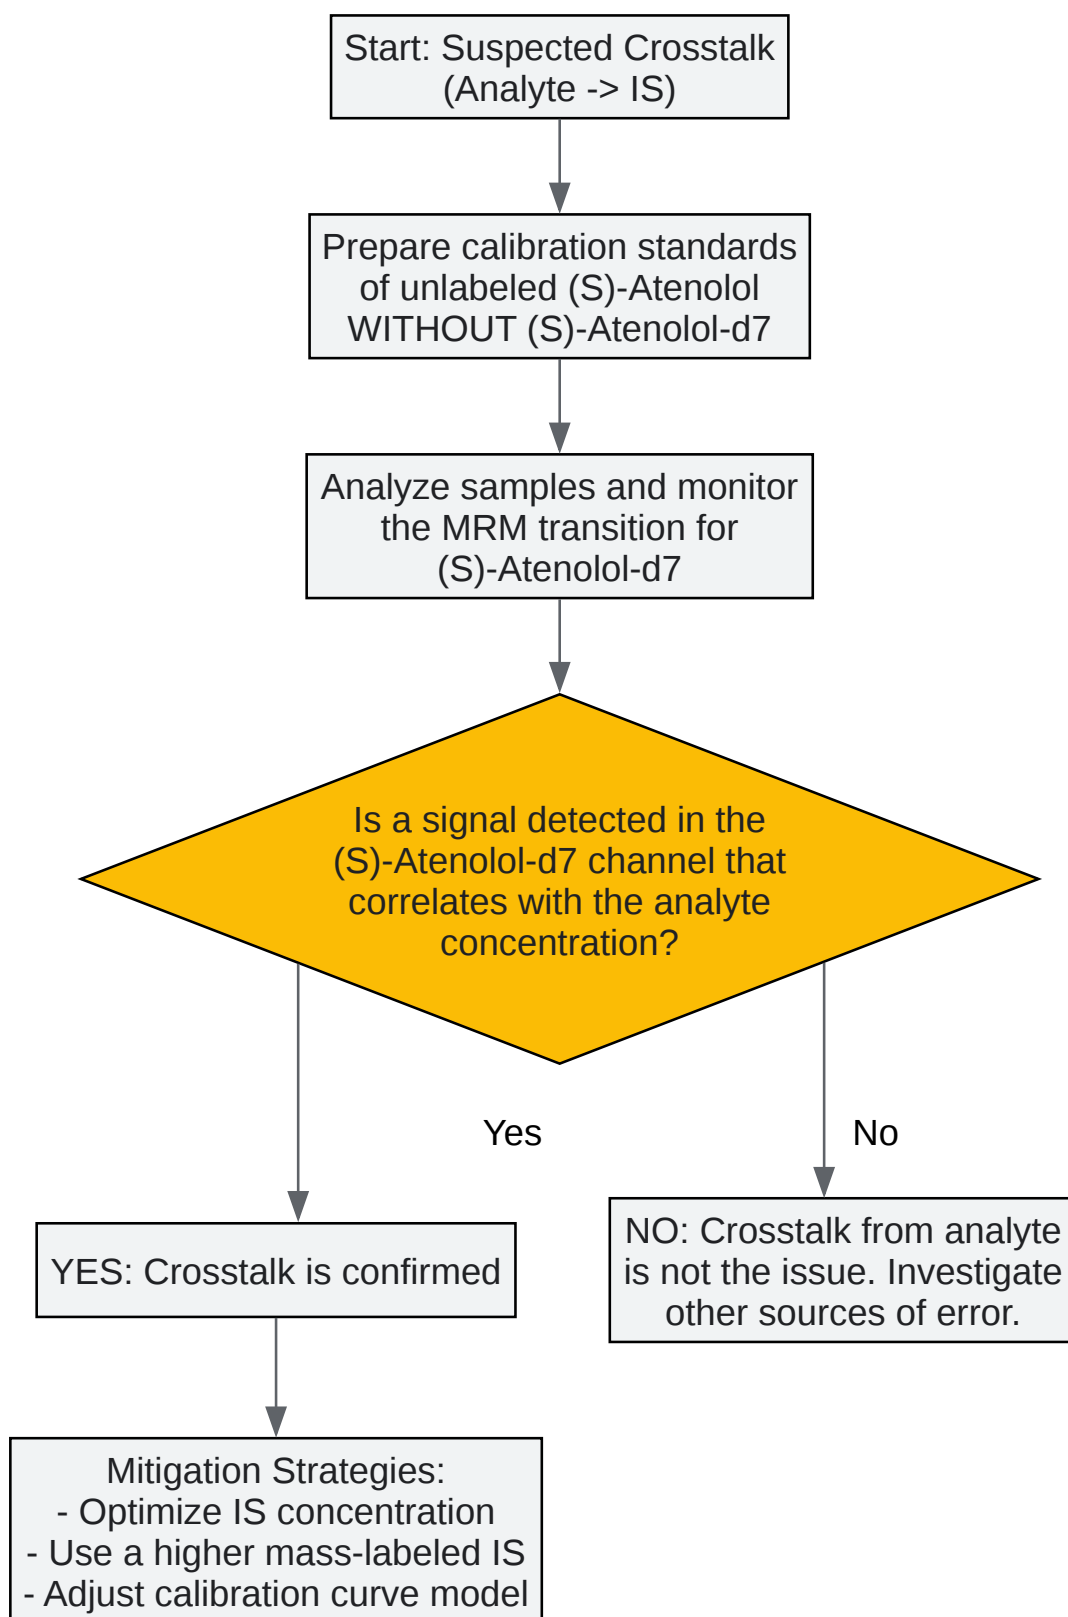 Start: Suspected Crosstalk
(Analyte -> IS)
Prepare calibration standards
of unlabeled (S)-Atenolol
WITHOUT (S)-Atenolol-d7
Analyze samples and monitor
the MRM transition for
(S)-Atenolol-d7
Is a signal detected in the
(S)-Atenolol-d7 channel that
correlates with the analyte
concentration?
Yes
No
YES: Crosstalk is confirmed
NO: Crosstalk from analyte
is not the issue. Investigate
other sources of error.
Mitigation Strategies:
- Optimize IS concentration
- Use a higher mass-labeled IS
- Adjust calibration curve model